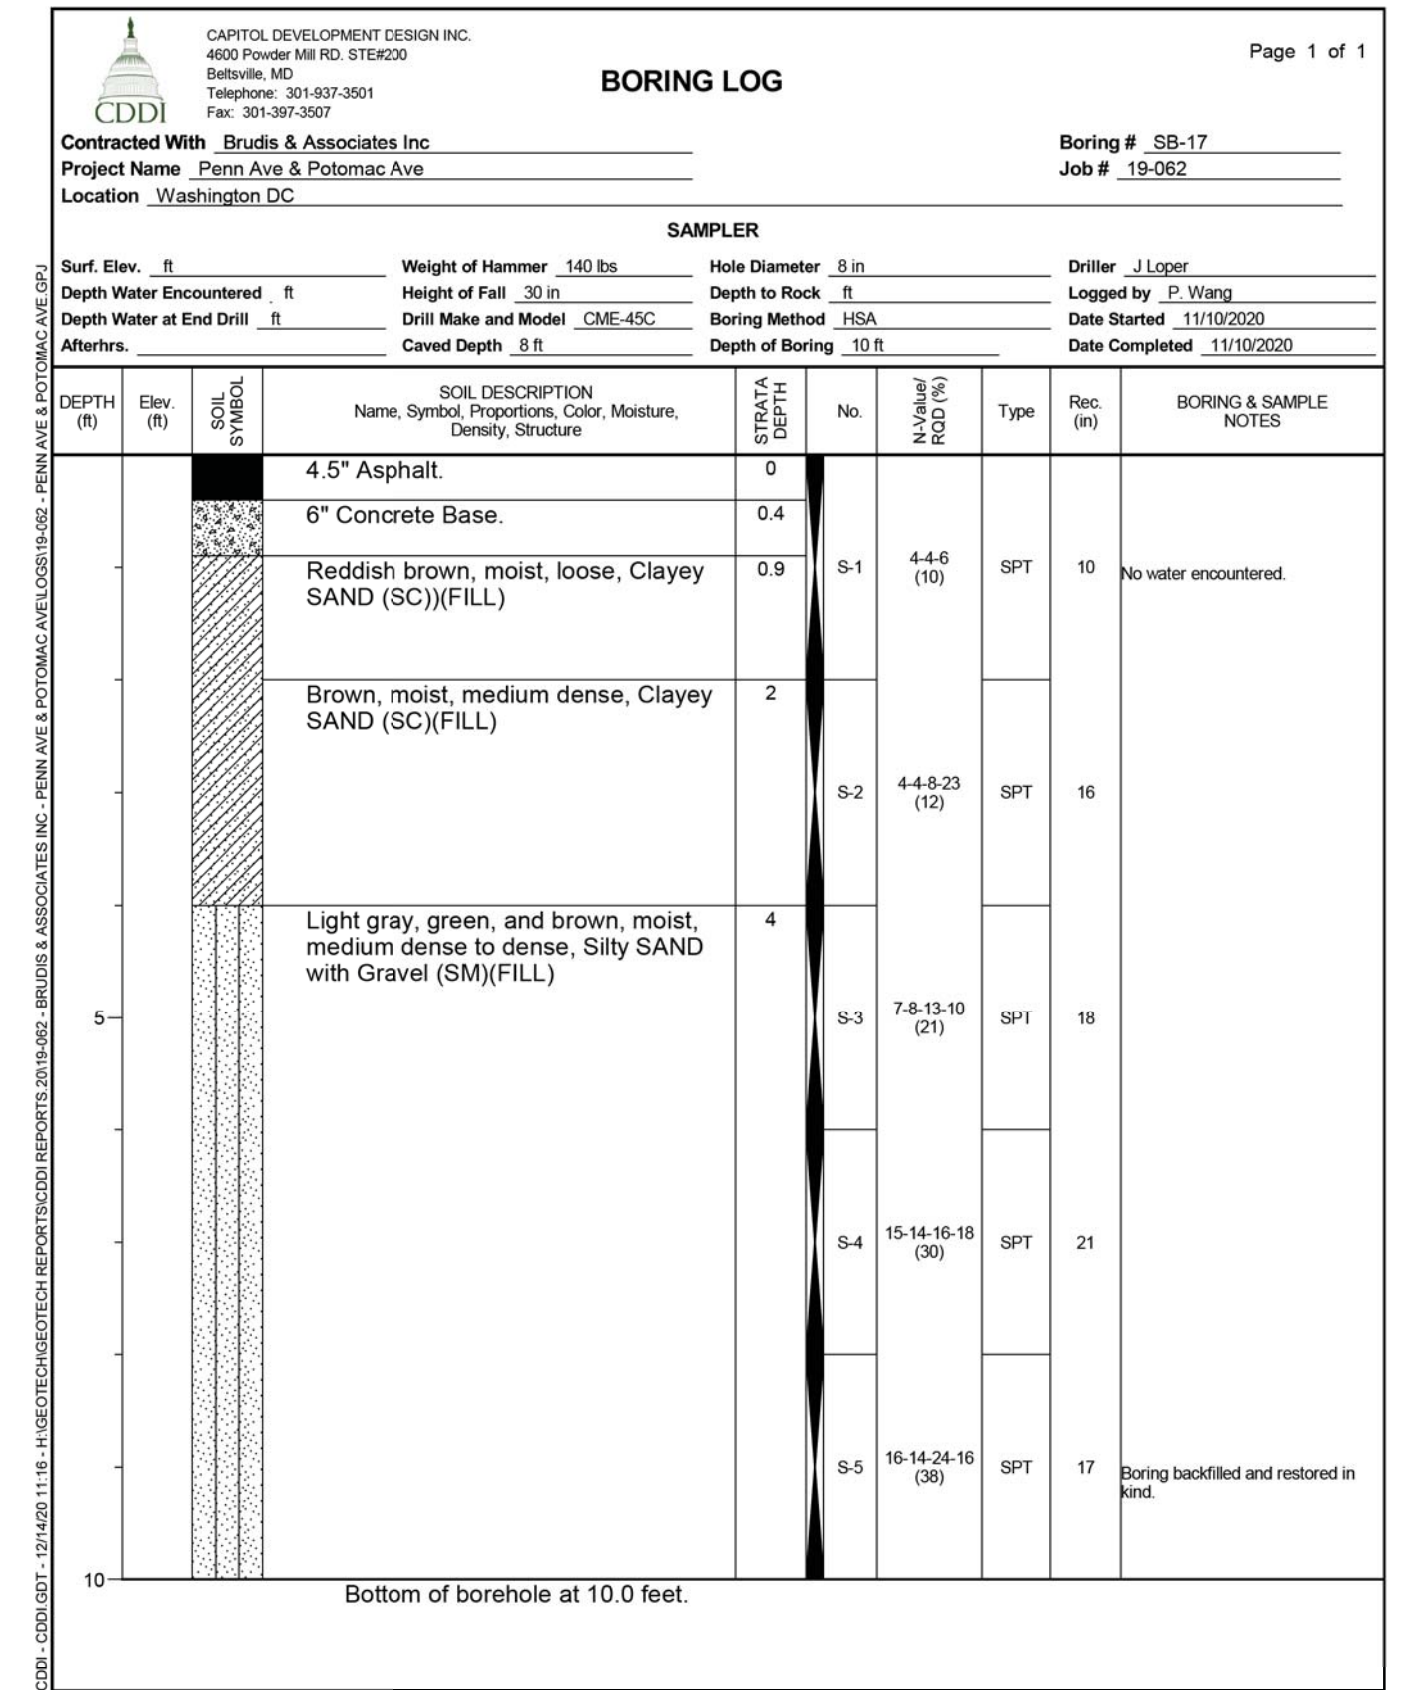 CAPITOL DEVELOPMENT DESIGN INC.
4600 Powder Mill RD. STE#200
Beltsville, MD
Telephone: 301-937-3501
Fax: 301-397-3507
CDDI
BORING LOG
Page 1 of 1
Contracted With Brudis & Associates Inc
Boring # SB-17
Project Name Penn Ave & Potomac Ave
Job # 19-062
Location Washington DC
SAMPLER
Surf. Elev. ft
Weight of Hammer 140 lbs
Hole Diameter 8 in
Driller J Loper
Depth Water Encountered ft
Height of Fall 30 in
Depth to Rock ft
Logged by P. Wang
Depth Water at End Drill ft
Drill Make and Model CME-45C
Boring Method HSA
Date Started 11/10/2020
Afterhrs.
Caved Depth 8 ft
Depth of Boring 10 ft
Date Completed 11/10/2020
DEPTH
(ft)
Elev.
(ft)
SOIL
SYMBOL
SOIL DESCRIPTION
Name, Symbol, Proportions, Color, Moisture,
Density, Structure
STRATA
DEPTH
No.
N-Value/
RQD (%)
Type
Rec.
(in)
BORING & SAMPLE
NOTES
4.5" Asphalt.
0
6" Concrete Base.
0.4
Reddish brown, moist, loose, Clayey
SAND (SC))(FILL)
0.9
S-1
4-4-6
(10)
SPT
10
No water encountered.
Brown, moist, medium dense, Clayey
SAND (SC)(FILL)
2
S-2
4-4-8-23
(12)
SPT
16
Light gray, green, and brown, moist,
medium dense to dense, Silty SAND
with Gravel (SM)(FILL)
4
5
S-3
7-8-13-10
(21)
SPT
18
S-4
15-14-16-18
(30)
SPT
21
S-5
16-14-24-16
(38)
SPT
17
Boring backfilled and restored in
kind.
10
Bottom of borehole at 10.0 feet.
CDDI - CDDI.GDT - 12/14/20 11:16 - H:\GEOTECH\GEOTECH REPORTS\CDDI REPORTS.20\19-062 - BRUDIS & ASSOCIATES INC - PENN AVE & POTOMAC AVE\LOGS\19-062 - PENN AVE & POTOMAC AVE.GPJ